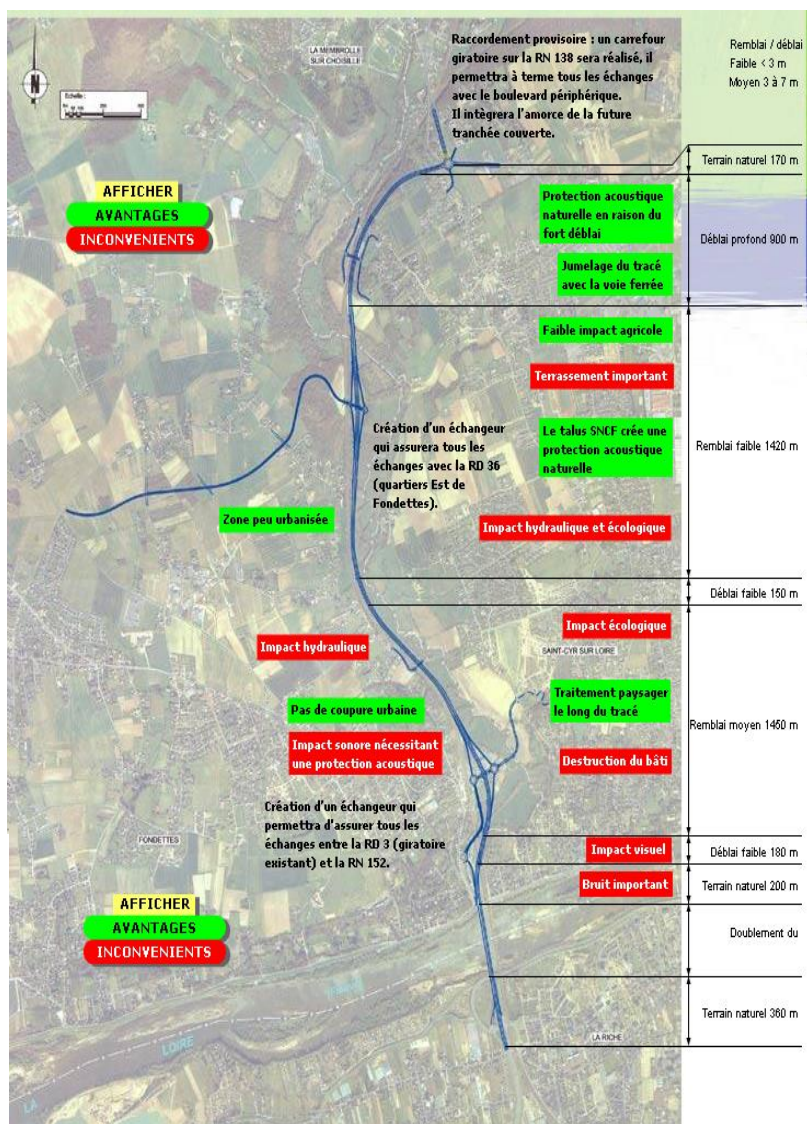 LA MEMBROLLE
SUR CHOISILLE
Raccordement provisoire : un carrefour
giratoire sur la RN 138 sera réalisé, il
permettra à terme tous les échanges
avec le boulevard périphérique.
Il intègrera l'amorce de la future
tranchée couverte.
Remblai / déblai
Faible < 3 m
Moyen 3 à 7 m
N
Echelle :
Terrain naturel 170 m
AFFICHER
AVANTAGES
INCONVENIENTS
Protection acoustique
naturelle en raison du
fort déblai
Déblai profond 900 m
Jumelage du tracé
avec la voie ferrée
Faible impact agricole
Terrassement important
Création d'un échangeur
qui assurera tous les
échanges avec la RD 36
(quartiers Est de
Fondettes).
Le talus SNCF crée une
protection acoustique
naturelle
Remblai faible 1420 m
Zone peu urbanisée
Impact hydraulique et écologique
Déblai faible 150 m
Impact écologique
Impact hydraulique
SAINT-CYR SUR LOIRE
Pas de coupure urbaine
Traitement paysager
le long du tracé
Remblai moyen 1450 m
Impact sonore nécessitant
une protection acoustique
Destruction du bâti
Création d'un échangeur qui
permettra d'assurer tous les
échanges entre la RD 3 (giratoire
existant) et la RN 152.
FONDETTES
Impact visuel
Déblai faible 180 m
Bruit important
Terrain naturel 200 m
AFFICHER
AVANTAGES
INCONVENIENTS
Doublement du
Terrain naturel 360 m
LA RICHE
LA LOIRE